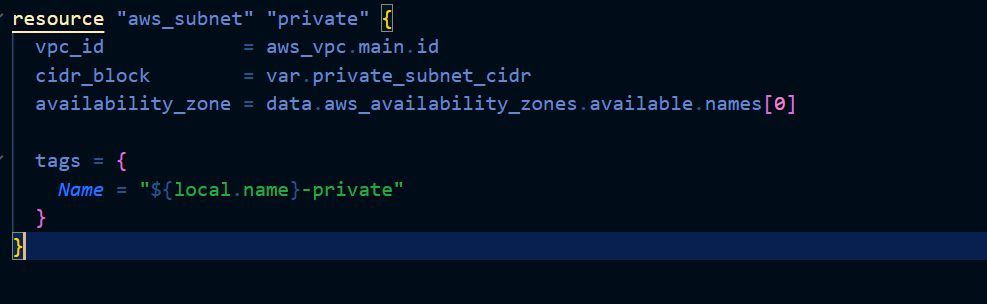 resource "aws_subnet" "private" {
  vpc_id            = aws_vpc.main.id
  cidr_block        = var.private_subnet_cidr
  availability_zone = data.aws_availability_zones.available.names[0]

  tags = {
    Name = "${local.name}-private"
  }
}